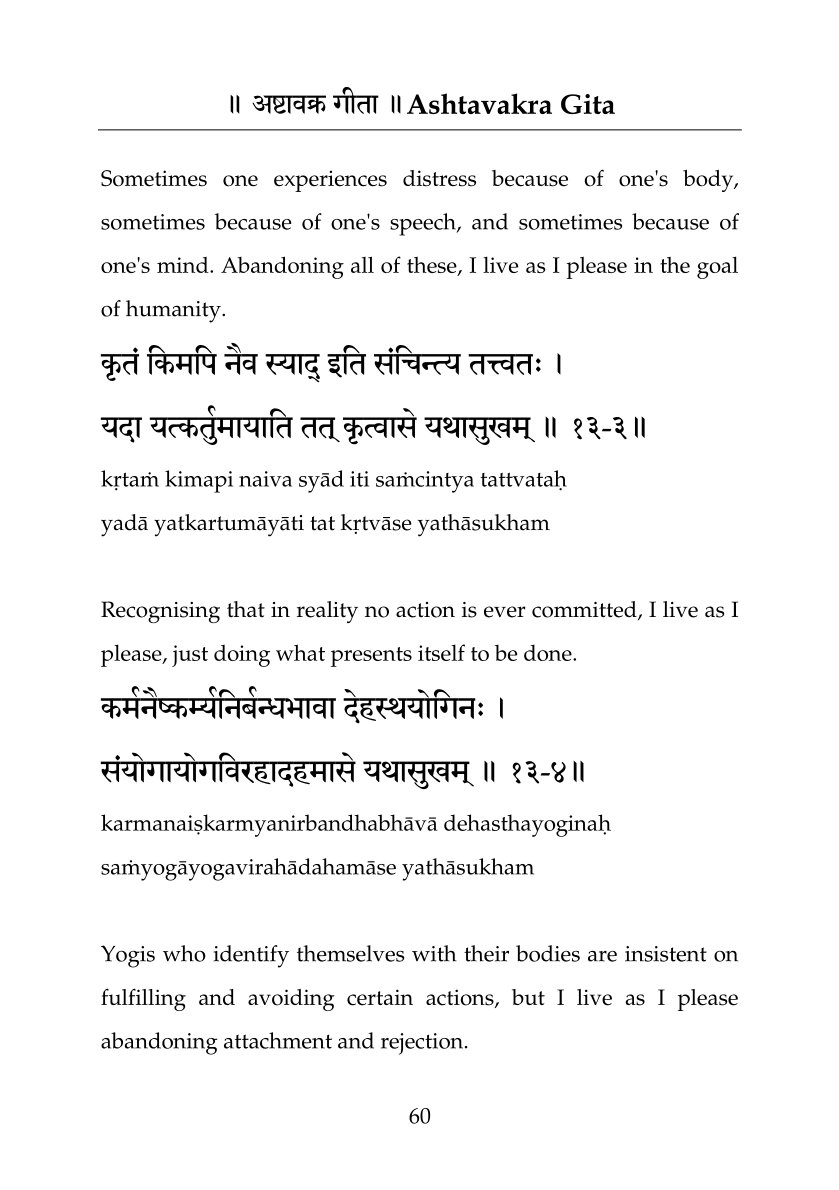 ॥ अष्टावक्र गीता ॥ Ashtavakra Gita
Sometimes one experiences distress because of one's body,
sometimes because of one's speech, and sometimes because of
one's mind. Abandoning all of these, I live as I please in the goal
of humanity.
कृतं किमपि नैव स्याद् इति संचिन्त्य तत्त्वतः ।
यदा यत्कर्तुमायाति तत् कृत्वासे यथासुखम् ॥ १३-३॥
kṛtaṁ kimapi naiva syād iti saṁcintya tattvataḥ
yadā yatkartumāyāti tat kṛtvāse yathāsukham
Recognising that in reality no action is ever committed, I live as I
please, just doing what presents itself to be done.
कर्मनैष्कर्म्यनिर्बन्धभावा देहस्थयोगिनः ।
संयोगायोगविरहादहमासे यथासुखम् ॥ १३-४॥
karmanaiṣkarmyanirbandhabhāvā dehasthayoginaḥ
saṁyogāyogavirahādahamāse yathāsukham
Yogis who identify themselves with their bodies are insistent on
fulfilling and avoiding certain actions, but I live as I please
abandoning attachment and rejection.
60